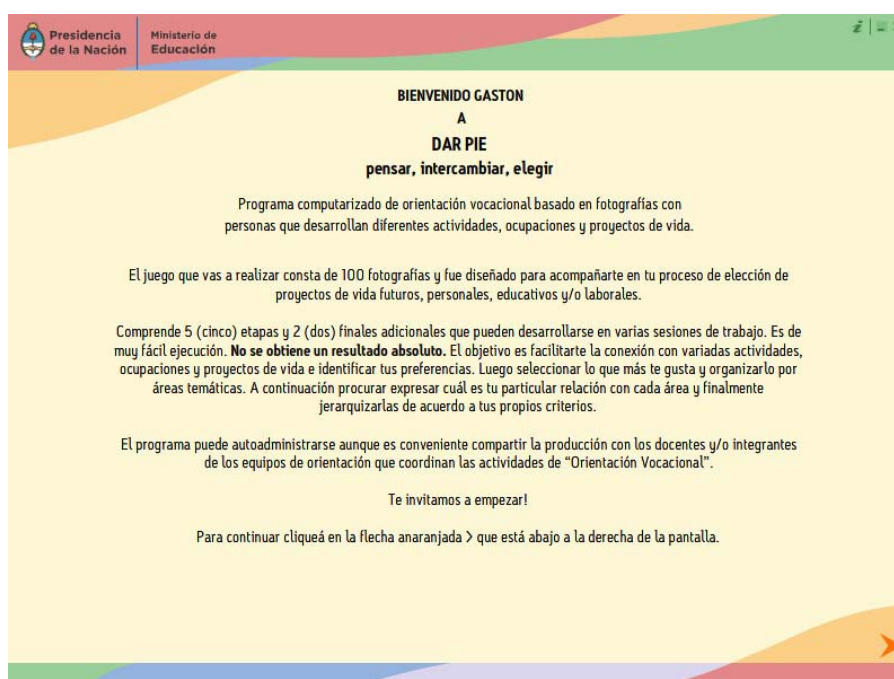 Presidencia
de la Nación
Ministerio de
Educación
i
BIENVENIDO GASTON
A
DAR PIE
pensar, intercambiar, elegir
Programa computarizado de orientación vocacional basado en fotografías con
personas que desarrollan diferentes actividades, ocupaciones y proyectos de vida.
El juego que vas a realizar consta de 100 fotografías y fue diseñado para acompañarte en tu proceso de elección de
proyectos de vida futuros, personales, educativos y/o laborales.
Comprende 5 (cinco) etapas y 2 (dos) finales adicionales que pueden desarrollarse en varias sesiones de trabajo. Es de
muy fácil ejecución. No se obtiene un resultado absoluto. El objetivo es facilitarte la conexión con variadas actividades,
ocupaciones y proyectos de vida e identificar tus preferencias. Luego seleccionar lo que más te gusta y organizarlo por
áreas temáticas. A continuación procurar expresar cuál es tu particular relación con cada área y finalmente
jerarquizarlas de acuerdo a tus propios criterios.
El programa puede autoadministrarse aunque es conveniente compartir la producción con los docentes y/o integrantes
de los equipos de orientación que coordinan las actividades de “Orientación Vocacional”.
Te invitamos a empezar!
Para continuar cliqueá en la flecha anaranjada > que está abajo a la derecha de la pantalla.